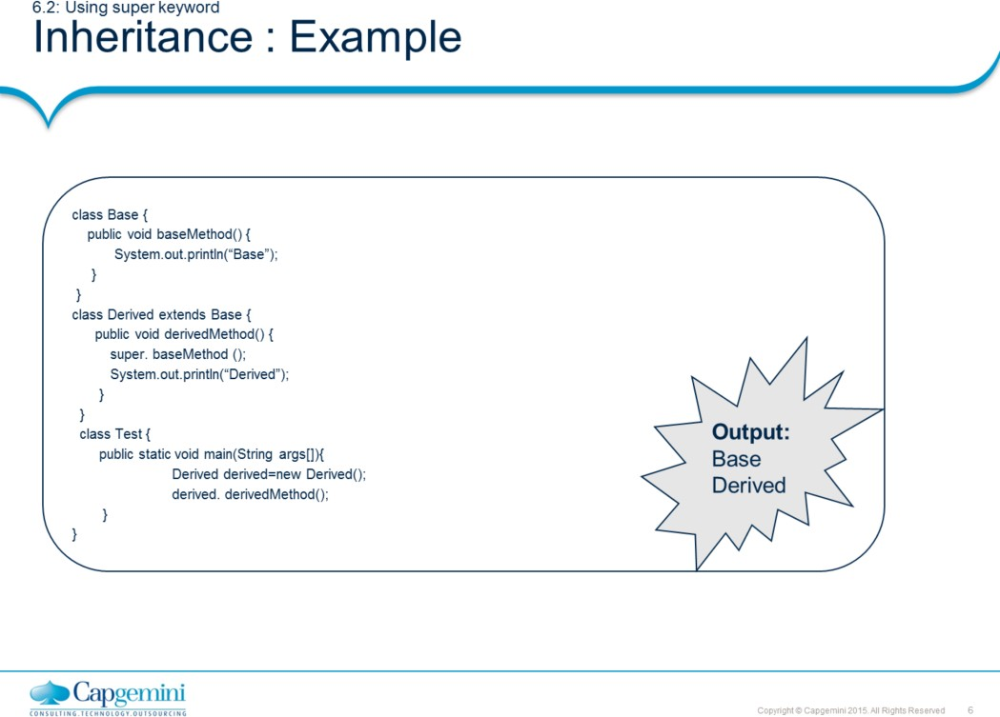 6.2: Using super keyword
Inheritance : Example
class Base {
public void baseMethod() {
System.out.println(“Base”);
}
}
class Derived extends Base {
public void derivedMethod() {
super. baseMethod ();
System.out.println(“Derived”);
}
}
class Test {
public static void main(String args[]){
Derived derived=new Derived();
derived. derivedMethod();
}
}
Output:
Base
Derived
Capgemini
CONSULTING.TECHNOLOGY.OUTSOURCING
Copyright © Capgemini 2015. All Rights Reserved 6